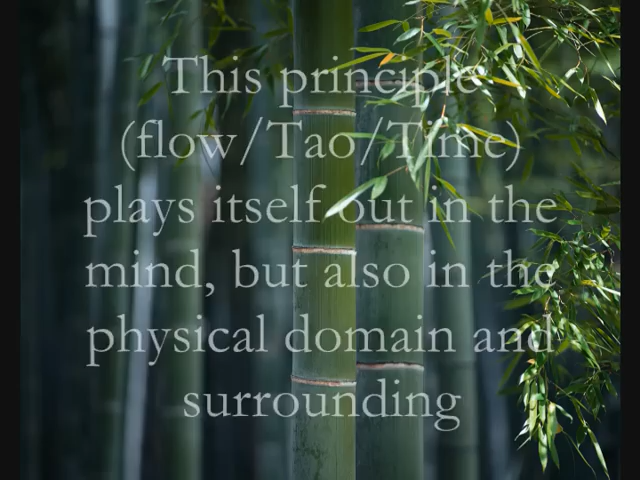 This principle
(flow/Tao/Time)
plays itself out in the
mind, but also in the
physical domain and
surrounding